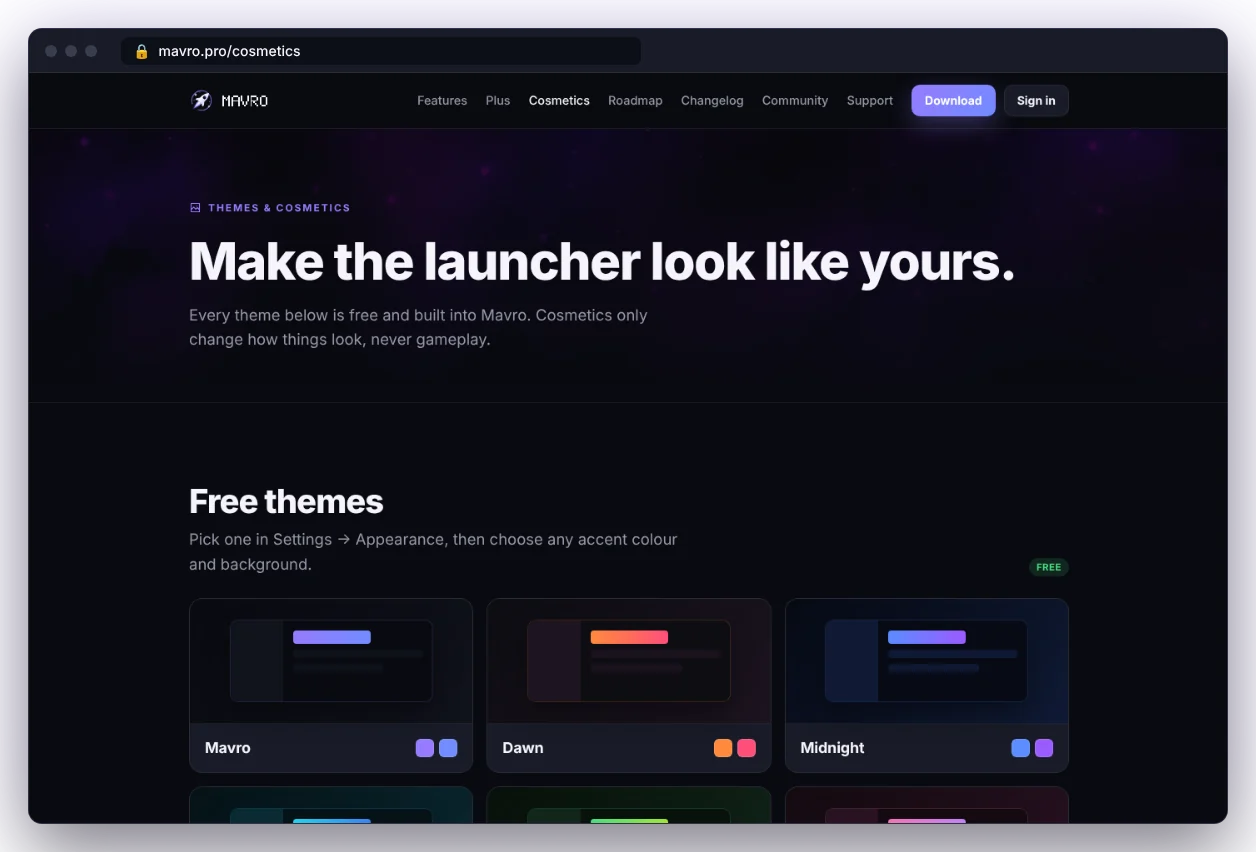 mavro.pro/cosmetics
MAVRO
Features Plus Cosmetics Roadmap Changelog Community Support Download Sign in
THEMES & COSMETICS
Make the launcher look like yours.
Every theme below is free and built into Mavro. Cosmetics only
change how things look, never gameplay.
Free themes
Pick one in Settings → Appearance, then choose any accent colour
and background.
FREE
Mavro
Dawn
Midnight